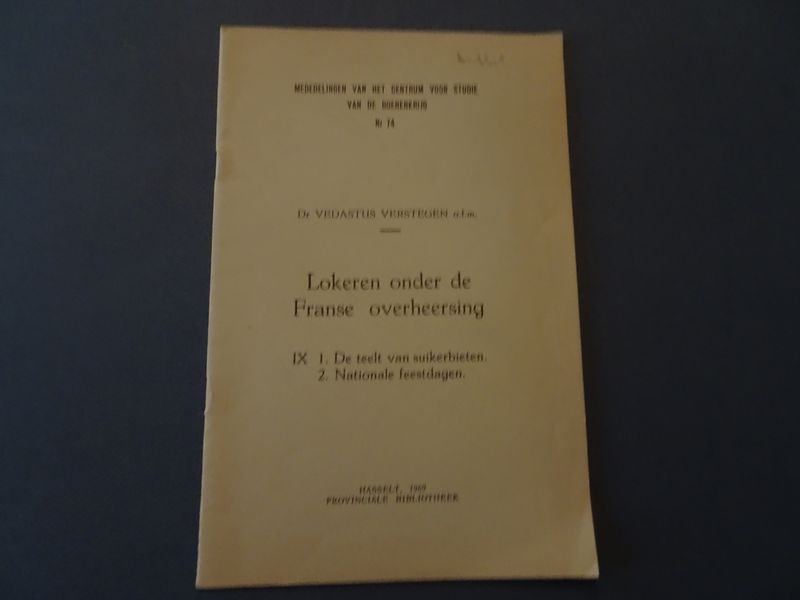 MEDEDELINGEN VAN HET CENTRUM VOOR STUDIE
VAN DE BOERENKRIJG
Nr 74
Dr VEDASTUS VERSTEGEN o.f.m.
Lokeren onder de
Franse overheersing
IX 1. De teelt van suikerbieten.
2. Nationale feestdagen.
HASSELT, 1969
PROVINCIALE BIBLIOTHEEK